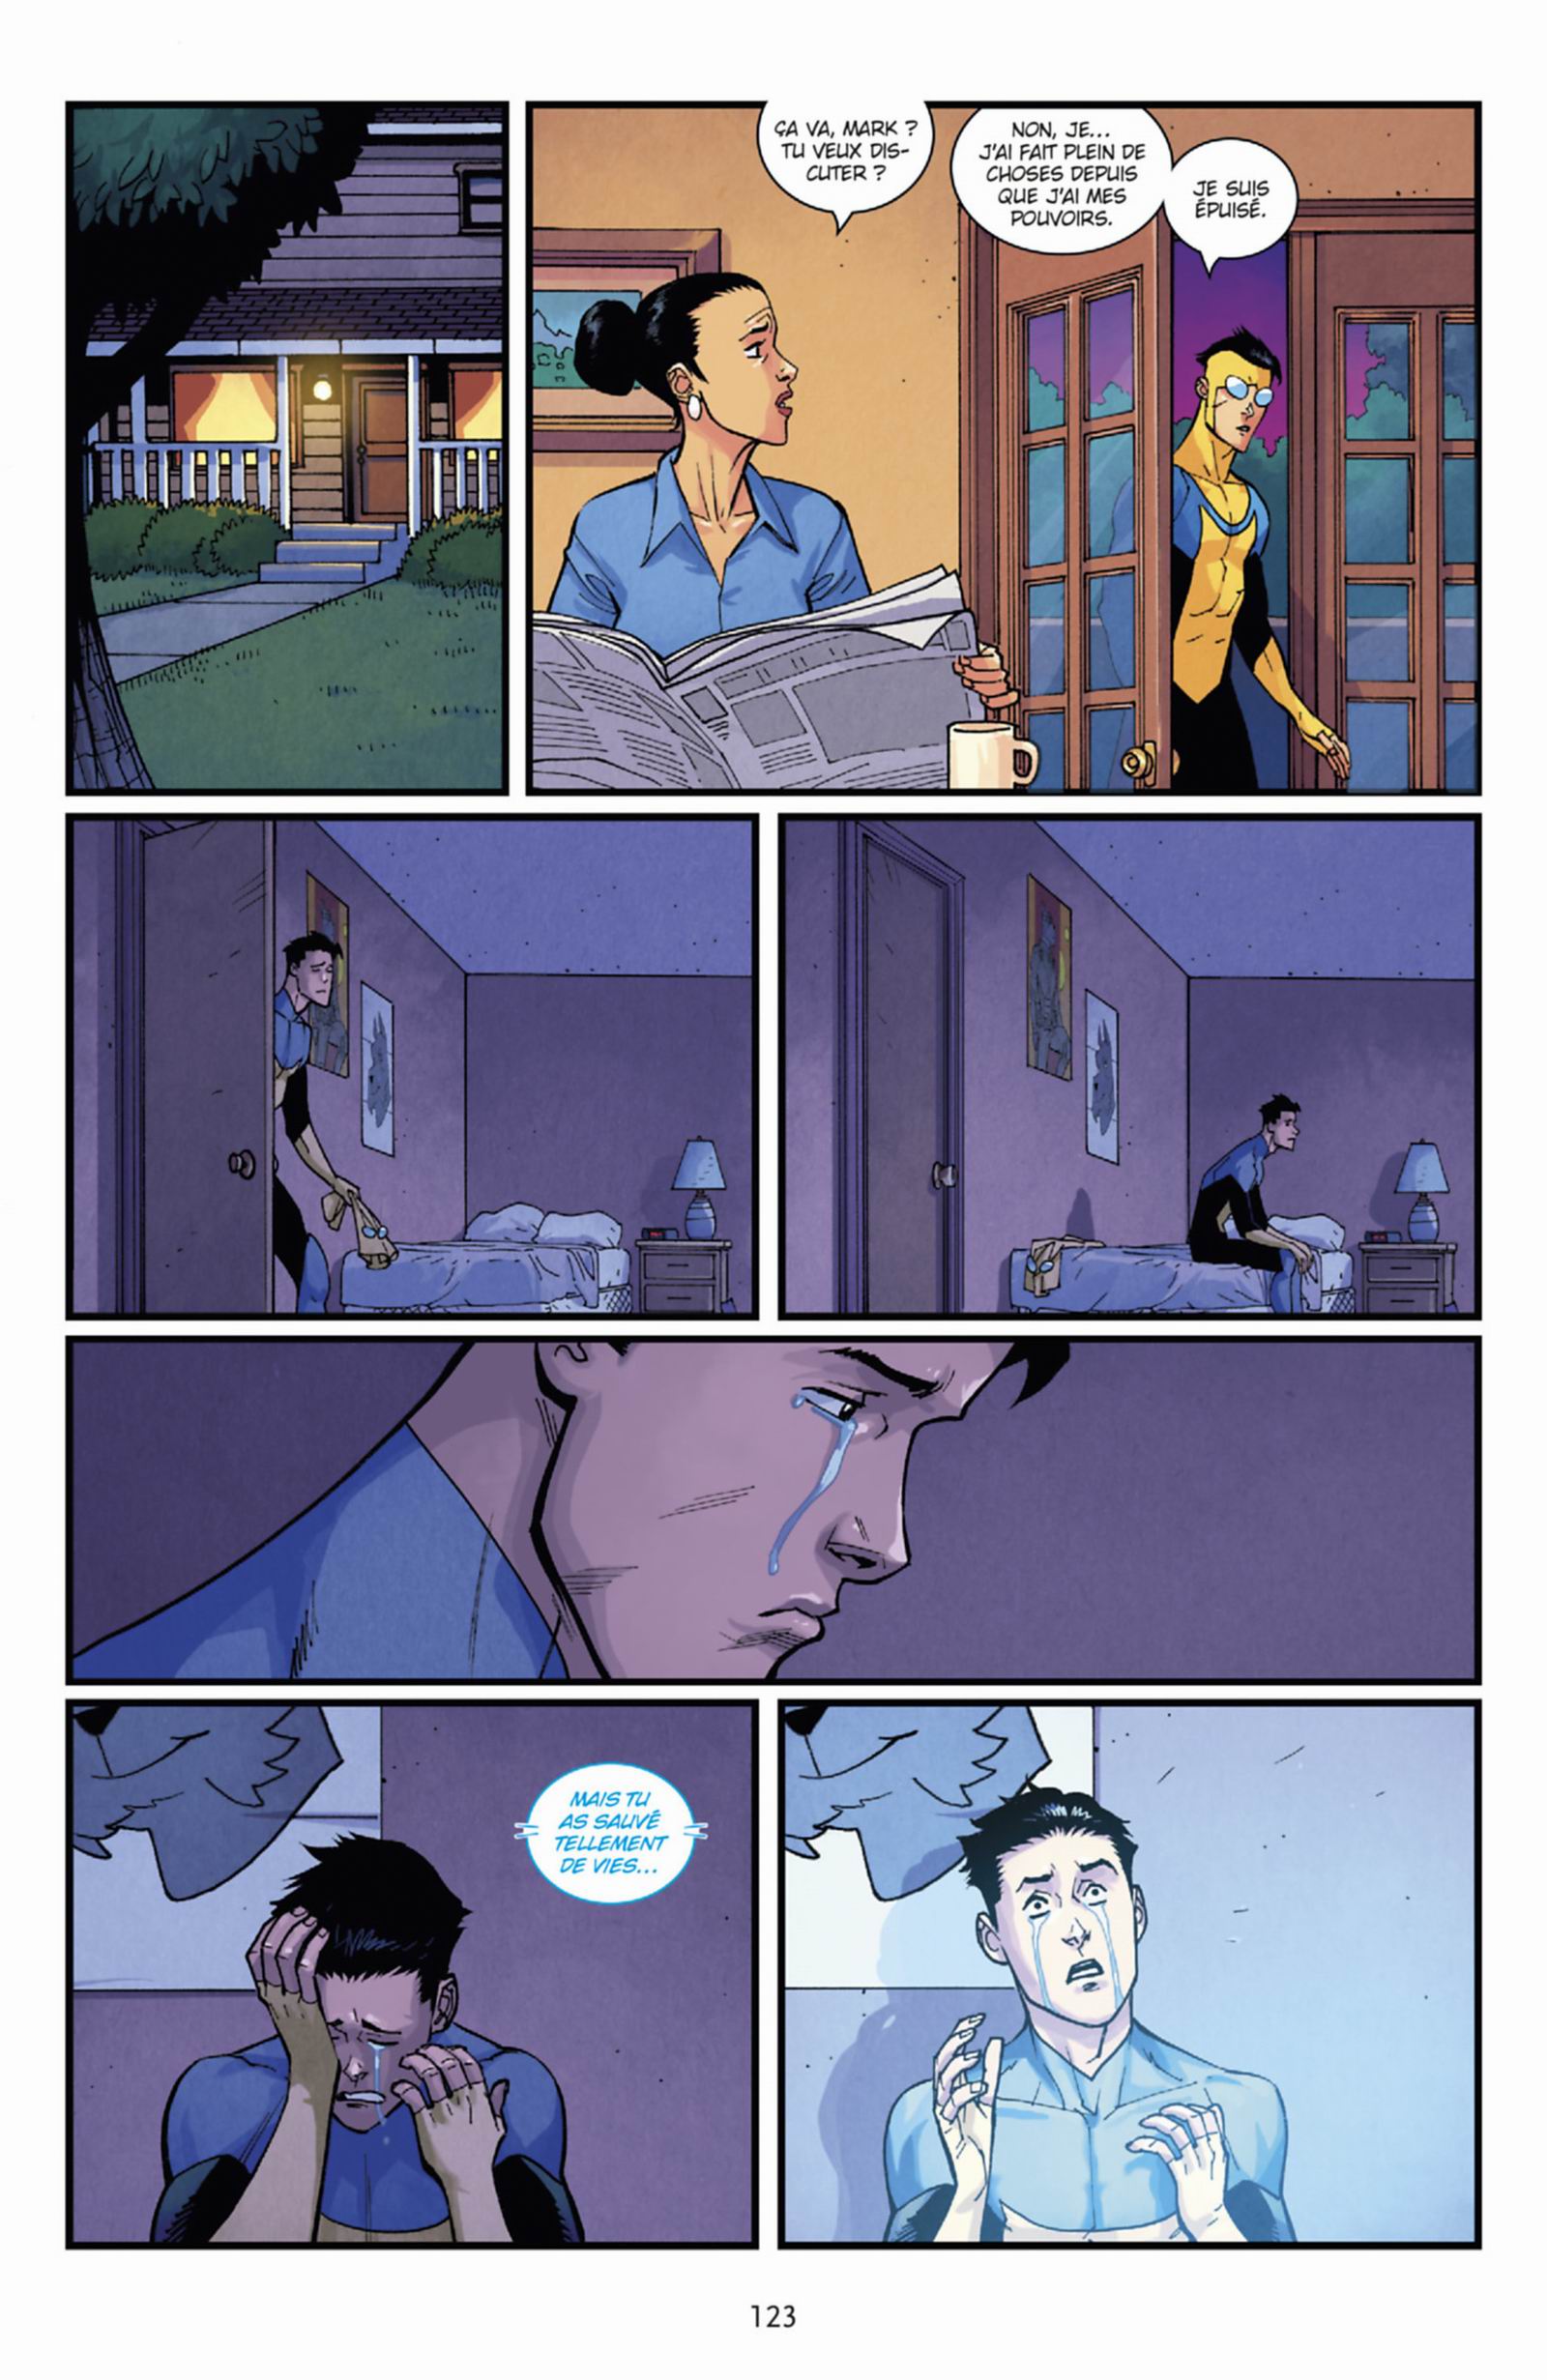 ÇA VA, MARK ?
TU VEUX DIS-
CUTER ?
NON, JE...
J'AI FAIT PLEIN DE
CHOSES DEPUIS
QUE J'AI MES
POUVOIRS.
JE SUIS
ÉPUISÉ.
MAIS TU
AS SAUVÉ
TELLEMENT
DE VIES...
123